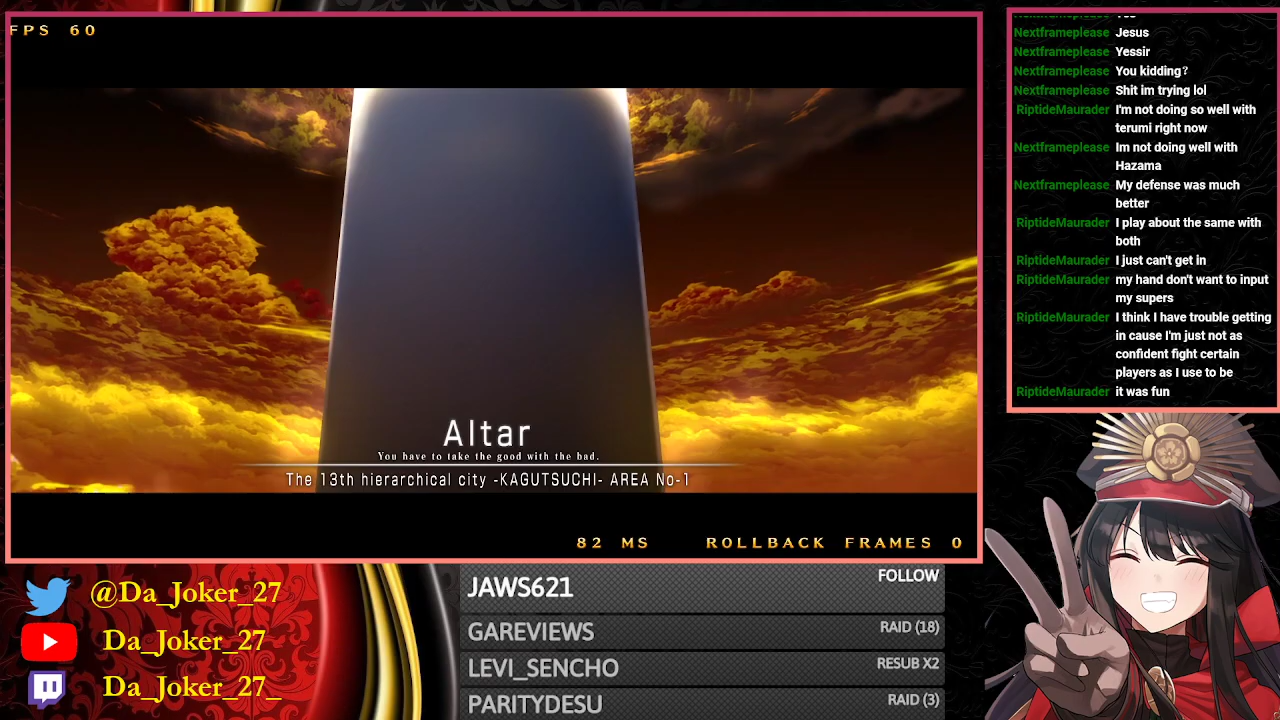 FPS 60
Altar
You have to take the good with the bad.
The 13th hierarchical city -KAGUTSUCHI- AREA No-1
82 MS ROLLBACK FRAMES 0
Nextframeplease Yes
Nextframeplease Jesus
Nextframeplease Yessir
Nextframeplease You kidding?
Nextframeplease Shit im trying lol
RiptideMaurader I'm not doing so well with
terumi right now
Nextframeplease Im not doing well with
Hazama
Nextframeplease My defense was much
better
RiptideMaurader I play about the same with
both
RiptideMaurader I just can't get in
RiptideMaurader my hand don't want to input
my supers
RiptideMaurader I think I have trouble getting
in cause I'm just not as
confident fight certain
players as I use to be
RiptideMaurader it was fun
@Da_Joker_27
Da_Joker_27
Da_Joker_27_
JAWS621 FOLLOW
GAREVIEWS RAID (18)
LEVI_SENCHO RESUB X2
PARITYDESU RAID (3)